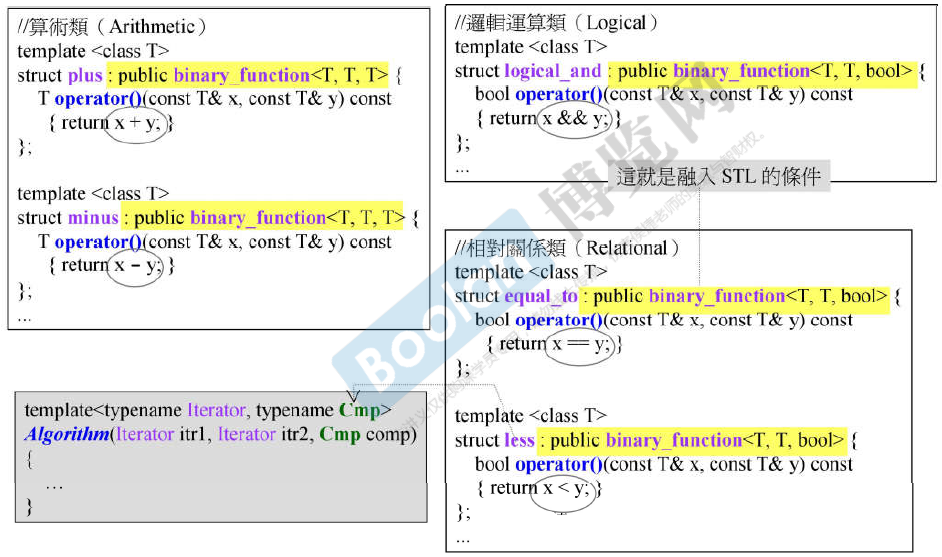 //算術類（Arithmetic）
template <class T>
struct plus : public binary_function<T, T, T> {
T operator()(const T& x, const T& y) const
{ return x + y; }
};
template <class T>
struct minus : public binary_function<T, T, T> {
T operator()(const T& x, const T& y) const
{ return x − y; }
};
...
//邏輯運算類（Logical）
template <class T>
struct logical_and : public binary_function<T, T, bool> {
bool operator()(const T& x, const T& y) const
{ return x && y; }
};
...
這就是融入 STL 的條件
//相對關係類（Relational）
template <class T>
struct equal_to : public binary_function<T, T, bool> {
bool operator()(const T& x, const T& y) const
{ return x == y; }
};
template <class T>
struct less : public binary_function<T, T, bool> {
bool operator()(const T& x, const T& y) const
{ return x < y; }
};
...
template<typename Iterator, typename Cmp>
Algorithm(Iterator itr1, Iterator itr2, Cmp comp)
{
...
}
Boolan
博览网